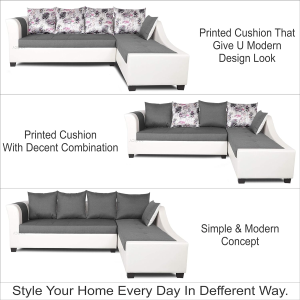 Printed Cushion That
Give U Modern
Design Look
Printed Cushion
With Decent Combination
Simple & Modern
Concept
Style Your Home Every Day In Defferent Way.